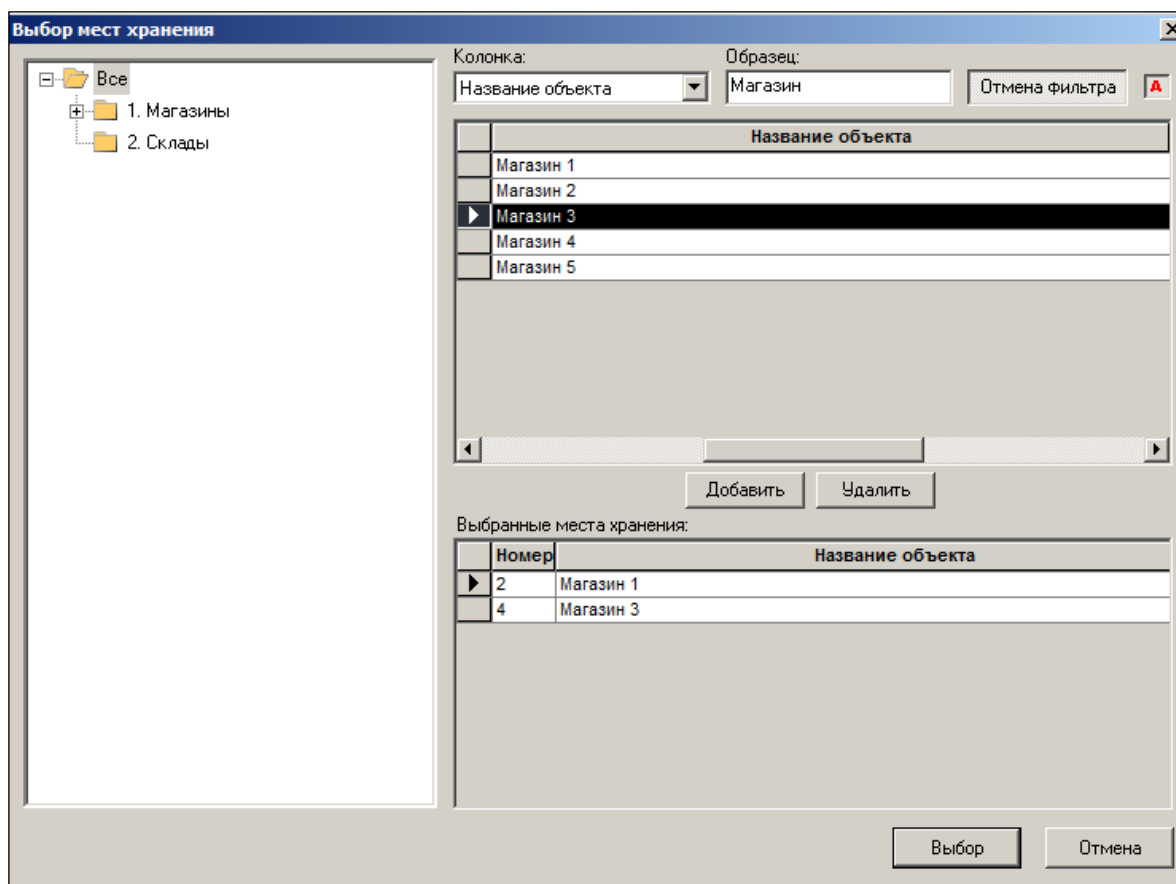 Выбор мест хранения
Все
1. Магазины
2. Склады
Колонка:
Образец:
Название объекта
Магазин
Отмена фильтра
A
Название объекта
Магазин 1
Магазин 2
Магазин 3
Магазин 4
Магазин 5
Добавить
Удалить
Выбранные места хранения:
Номер Название объекта
2 Магазин 1
4 Магазин 3
Выбор
Отмена